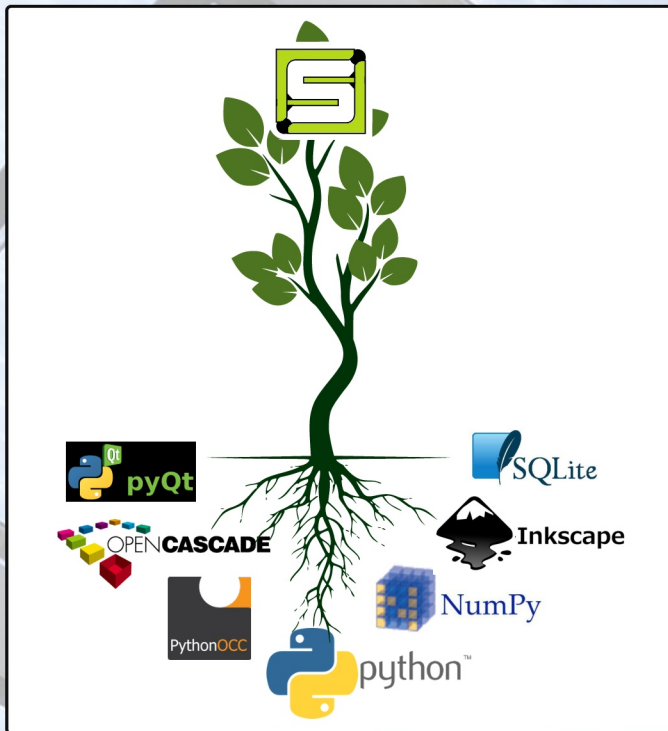 S
Qt
pyQt
SQLite
OPENCASCADE
Inkscape
PythonOCC
NumPy
python™